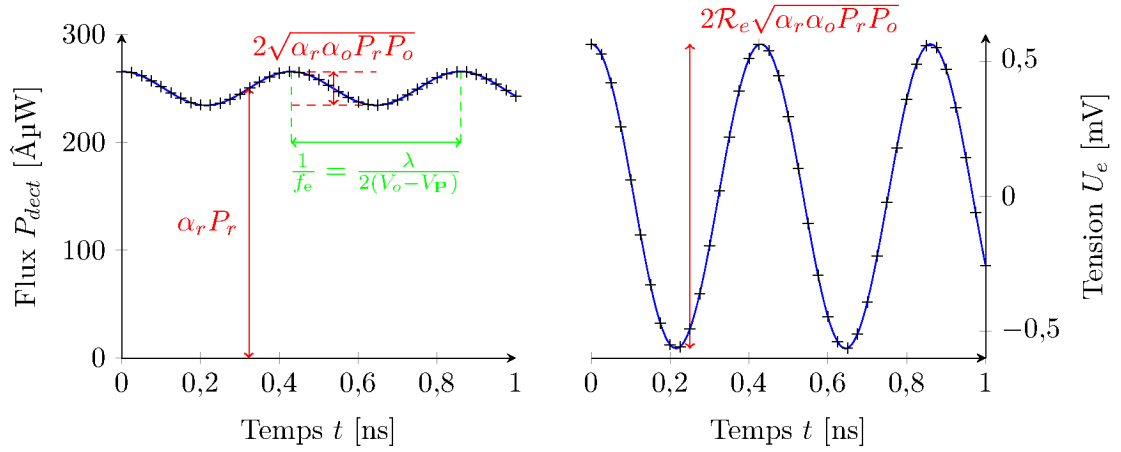 2√αrαoPrPo
2ℛe√αrαoPrPo
Flux Pdect [ÂµW]
300
200
100
0
αrPr
1/fe = λ/2(Vo−VP)
0 0,2 0,4 0,6 0,8 1
Temps t [ns]
0,5
0
−0,5
Tension Ue [mV]
0 0,2 0,4 0,6 0,8 1
Temps t [ns]